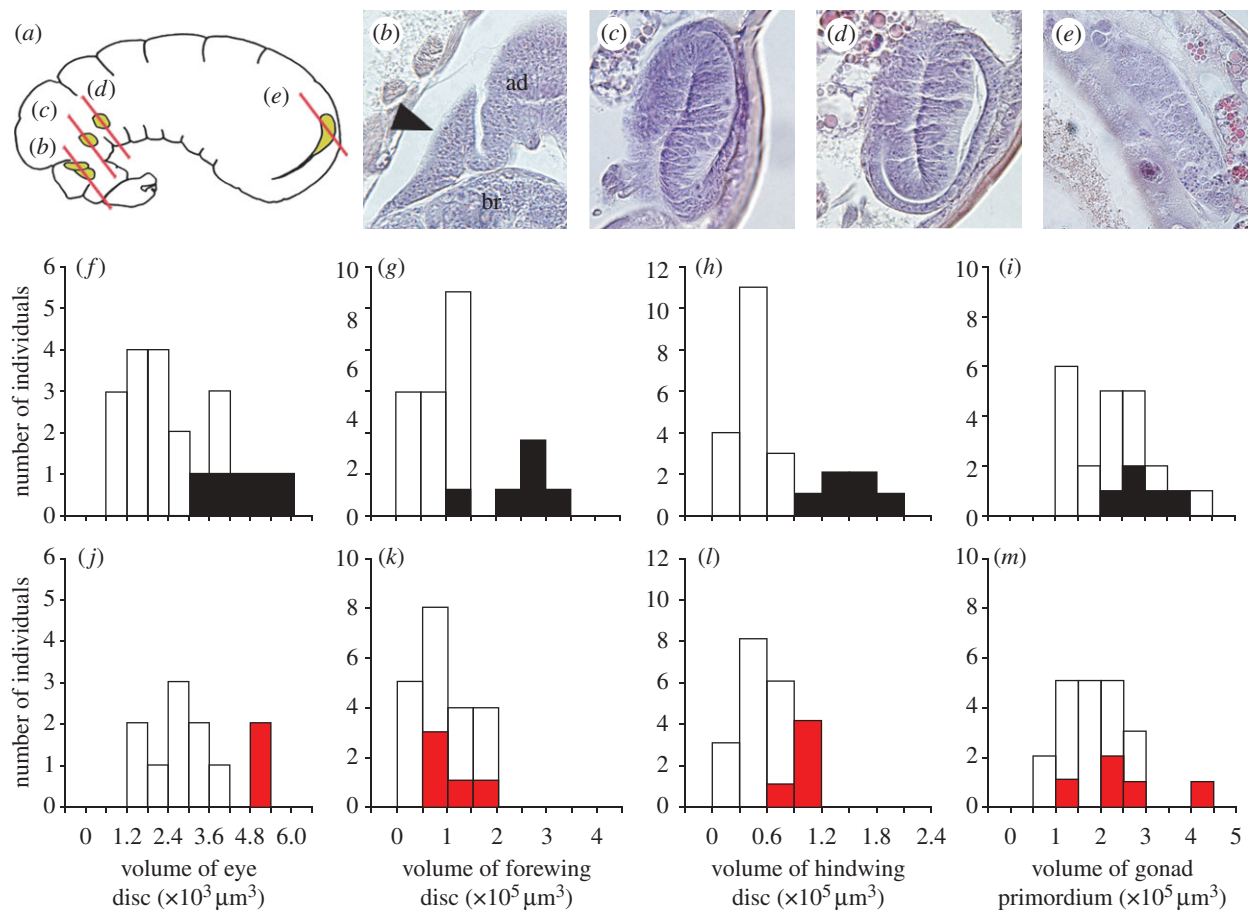 (a)
(b)
(c)
(d)
(e)
(b)
ad
br
(c)
(d)
(e)
number of individuals
(f)
6
5
4
3
2
1
0
(g)
10
8
6
4
2
0
(h)
12
10
8
6
4
2
0
(i)
10
8
6
4
2
0
number of individuals
(j)
6
5
4
3
2
1
0
0 1.2 2.4 3.6 4.8 6.0
volume of eye
disc (×10³ µm³)
(k)
10
8
6
4
2
0
0 1 2 3 4
volume of forewing
disc (×10⁵ µm³)
(l)
12
10
8
6
4
2
0
0 0.6 1.2 1.8 2.4
volume of hindwing
disc (×10⁵ µm³)
(m)
10
8
6
4
2
0
0 1 2 3 4 5
volume of gonad
primordium (×10⁵ µm³)